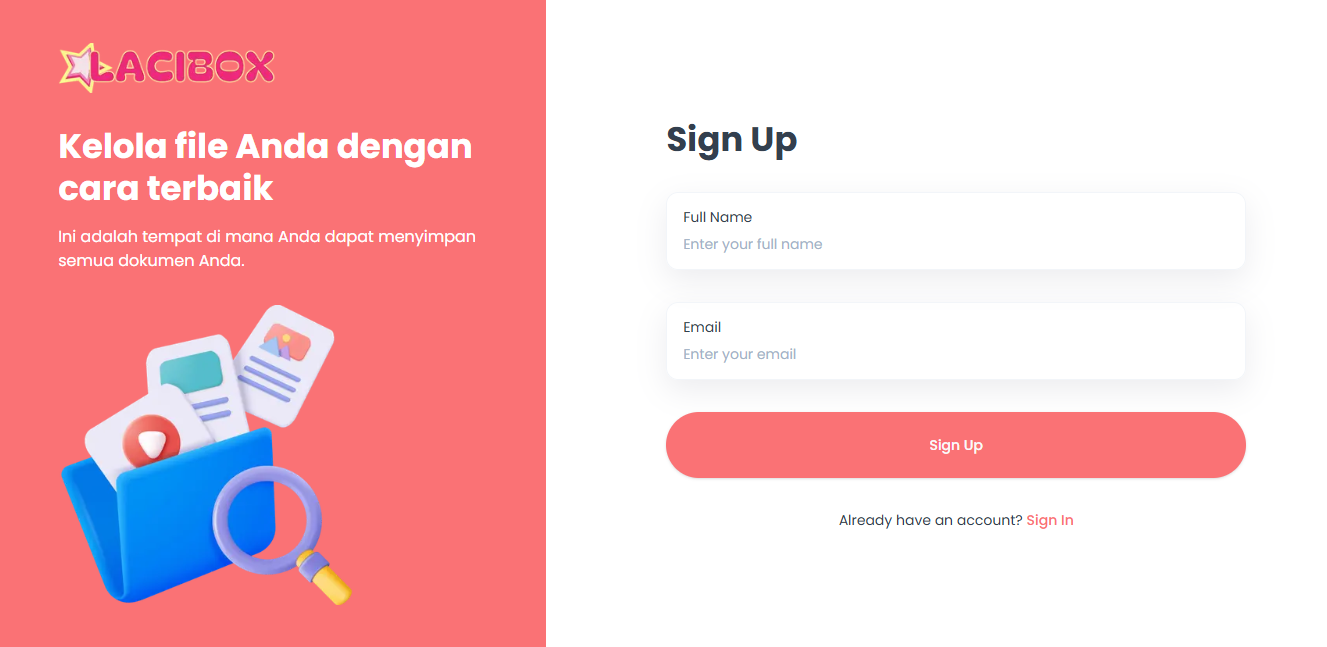 LACIBOX
Kelola file Anda dengan
cara terbaik
Ini adalah tempat di mana Anda dapat menyimpan
semua dokumen Anda.
Sign Up
Full Name
Enter your full name
Email
Enter your email
Sign Up
Already have an account? Sign In